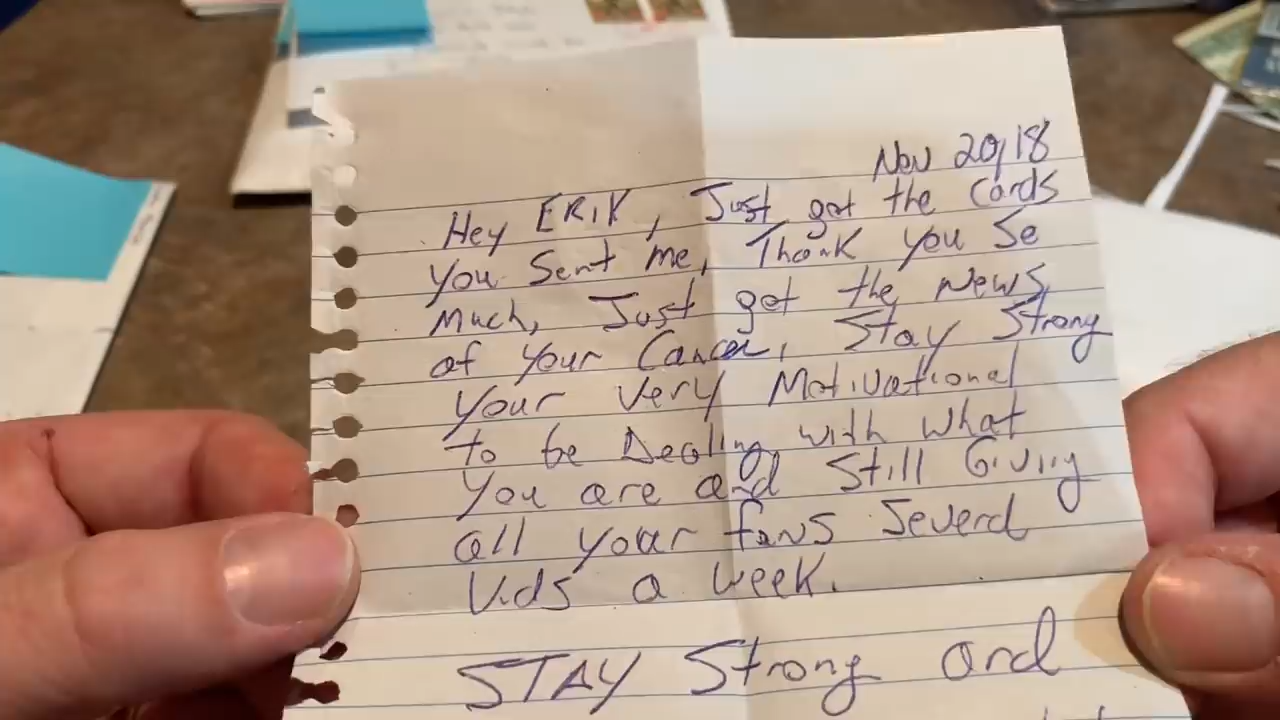 Nov 20/18
Hey ERIK, Just got the Cards
you Sent me, Thank you So
Much, Just got the News
of your Cancer, Stay Strong
your very Motivational
to be Dealing with what
you are and Still Giving
all your fans Several
Vids a week.
STAY Strong and